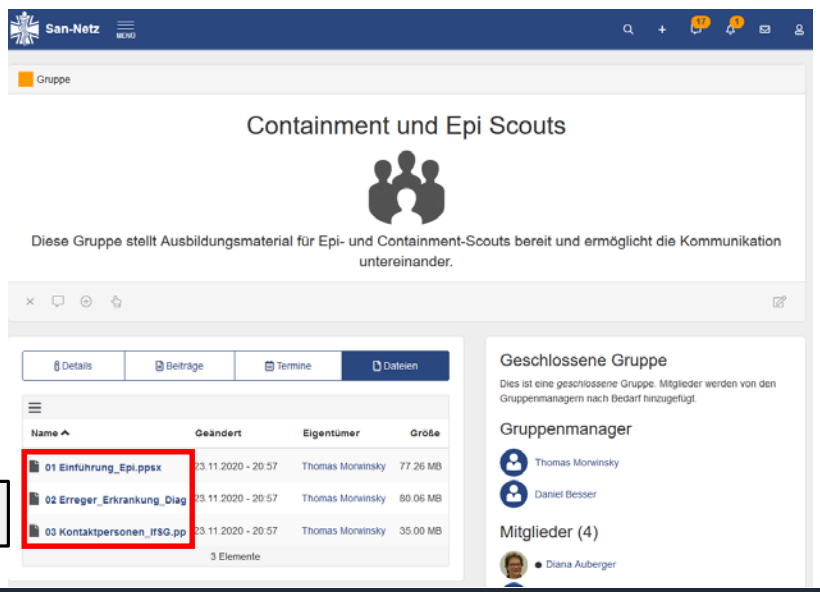 San-Netz
MENÜ
17
1
Gruppe
Containment und Epi Scouts
Diese Gruppe stellt Ausbildungsmaterial für Epi- und Containment-Scouts bereit und ermöglicht die Kommunikation
untereinander.
Details Beiträge Termine Dateien
Name Geändert Eigentümer Größe
01 Einführung_Epi.ppsx 23.11.2020 - 20:57 Thomas Morwinsky 77.26 MB
02 Erreger_Erkrankung_Diag 23.11.2020 - 20:57 Thomas Morwinsky 80.06 MB
03 Kontaktpersonen_IfSG.pp 23.11.2020 - 20:57 Thomas Morwinsky 35.00 MB
3 Elemente
Geschlossene Gruppe
Dies ist eine geschlossene Gruppe. Mitglieder werden von den
Gruppenmanagern nach Bedarf hinzugefügt.
Gruppenmanager
Thomas Morwinsky
Daniel Besser
Mitglieder (4)
Diana Auberger